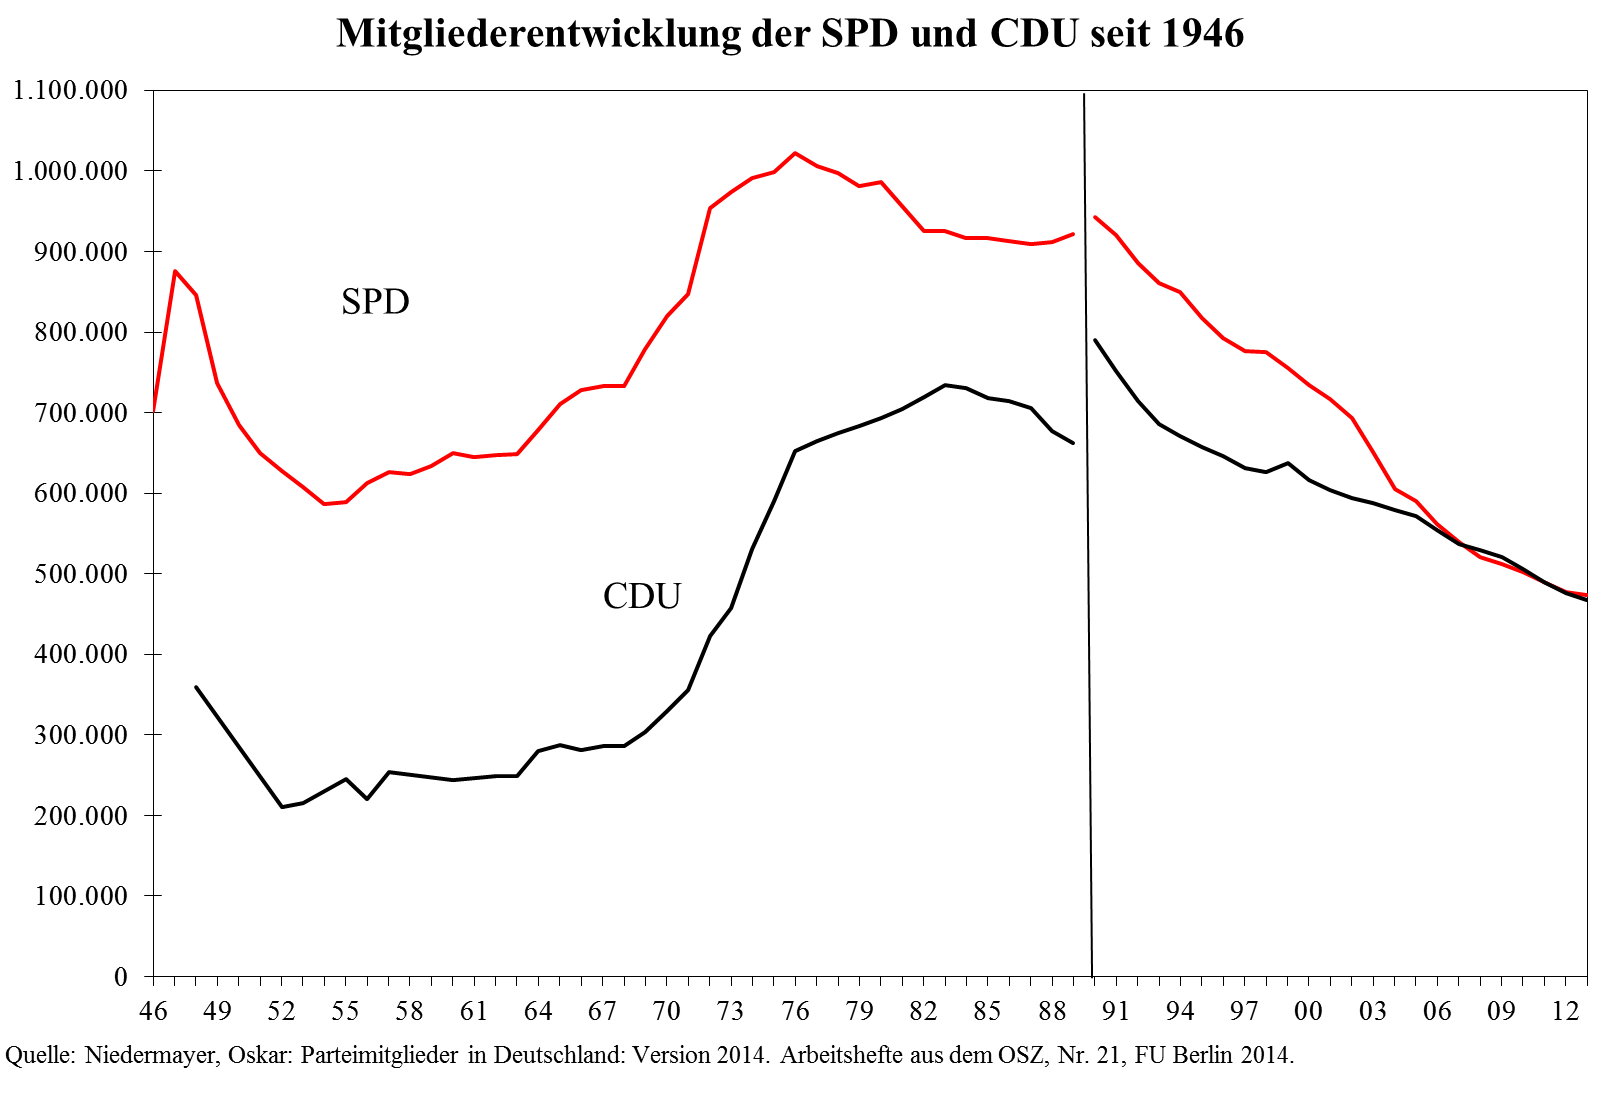 Mitgliederentwicklung der SPD und CDU seit 1946
1.100.000
1.000.000
900.000
800.000
700.000
600.000
500.000
400.000
300.000
200.000
100.000
0
SPD
CDU
46 49 52 55 58 61 64 67 70 73 76 79 82 85 88 91 94 97 00 03 06 09 12
Quelle: Niedermayer, Oskar: Parteimitglieder in Deutschland: Version 2014. Arbeitshefte aus dem OSZ, Nr. 21, FU Berlin 2014.